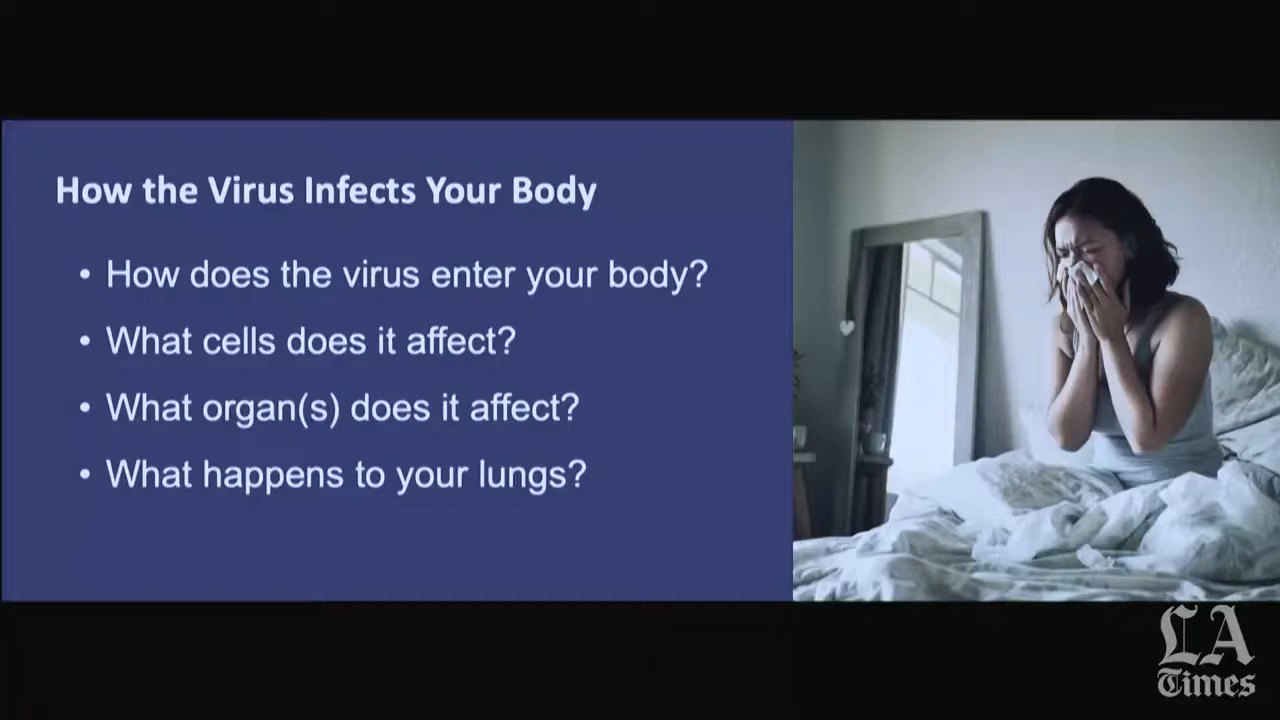 How the Virus Infects Your Body
• How does the virus enter your body?
• What cells does it affect?
• What organ(s) does it affect?
• What happens to your lungs?
LA
Times